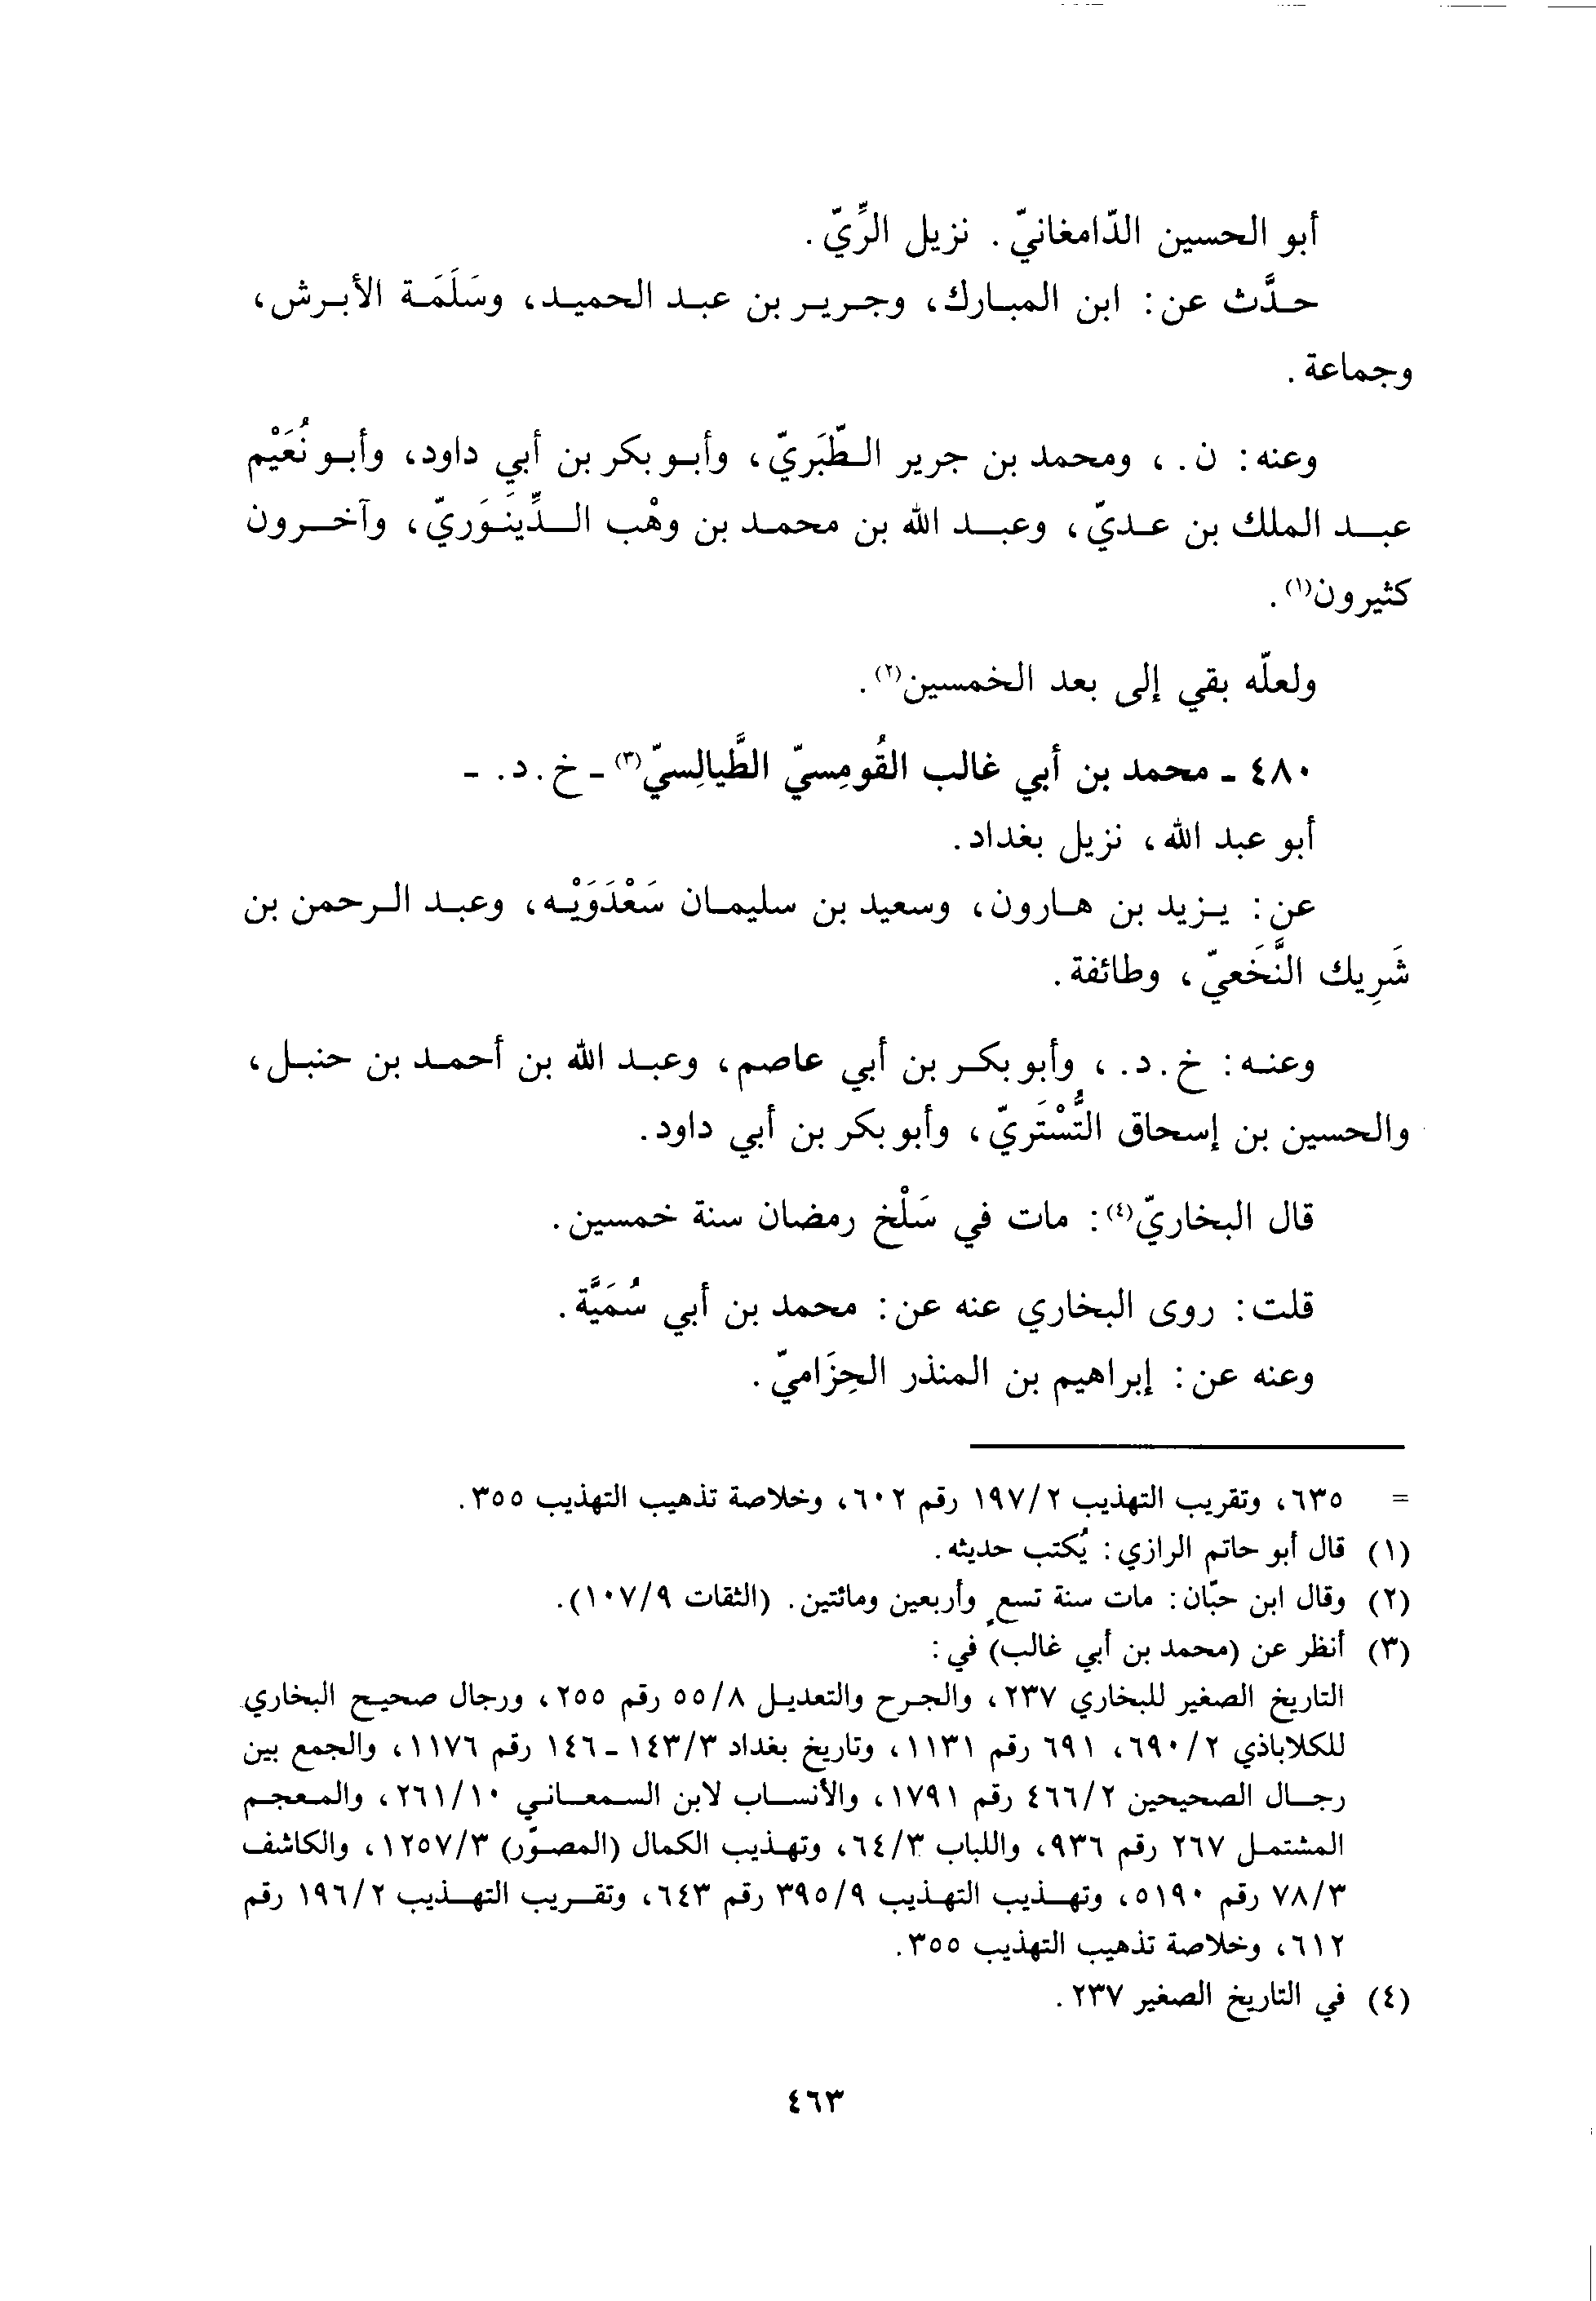 أبو الحسين الدّامغانيّ. نزيل الرِّيّ.
حدَّث عن: ابن المبارك، وجرير بن عبد الحميد، وسَلَمَة الأبرش،
وجماعة.
وعنه: ن.، ومحمد بن جرير الطَّبَريّ، وأبو بكر بن أبي داود، وأبو نُعَيْم
عبد الملك بن عديّ، وعبد الله بن محمد بن وهْب الدِّينَوَريّ، وآخرون
كثيرون(١).
ولعلّه بقي إلى بعد الخمسين(٢).
٤٨٠ - محمد بن أبي غالب القُومِسيّ الطَّيالِسيّ(٣) - خ. د. -
أبو عبد الله، نزيل بغداد.
عن: يزيد بن هارون، وسعيد بن سليمان سَعْدَوَيْه، وعبد الرحمن بن
شَرِيك النَّخَعيّ، وطائفة.
وعنه: خ. د.، وأبو بكر بن أبي عاصم، وعبد الله بن أحمد بن حنبل،
والحسين بن إسحاق التُّسْتَريّ، وأبو بكر بن أبي داود.
قال البخاريّ(٤): مات في سَلْخ رمضان سنة خمسين.
قلت: روى البخاري عنه عن: محمد بن أبي سُمَيَّة.
وعنه عن: إبراهيم بن المنذر الحِزَاميّ.
= ٦٣٥، وتقريب التهذيب ١٩٧/٢ رقم ٦٠٢، وخلاصة تذهيب التهذيب ٣٥٥.
(١) قال أبو حاتم الرازي: يُكتب حديثه.
(٢) وقال ابن حبّان: مات سنة تسع وأربعين ومائتين. (الثقات ١٠٧/٩).
(٣) أنظر عن (محمد بن أبي غالب) في:
التاريخ الصغير للبخاري ٢٣٧، والجرح والتعديل ٥٥/٨ رقم ٢٥٥، ورجال صحيح البخاري
للكلاباذي ٦٩٠/٢، ٦٩١ رقم ١١٣١، وتاريخ بغداد ١٤٣/٣ - ١٤٦ رقم ١١٧٦، والجمع بين
رجال الصحيحين ٤٦٦/٢ رقم ١٧٩١، والأنساب لابن السمعاني ٢٦١/١٠، والمعجم
المشتمل ٢٦٧ رقم ٩٣٦، واللباب ٦٤/٣، وتهذيب الكمال (المصوّر) ١٢٥٧/٣، والكاشف
٧٨/٣ رقم ٥١٩٠، وتهذيب التهذيب ٣٩٥/٩ رقم ٦٤٣، وتقريب التهذيب ١٩٦/٢ رقم
٦١٢، وخلاصة تذهيب التهذيب ٣٥٥.
(٤) في التاريخ الصغير ٢٣٧.
٤٦٣